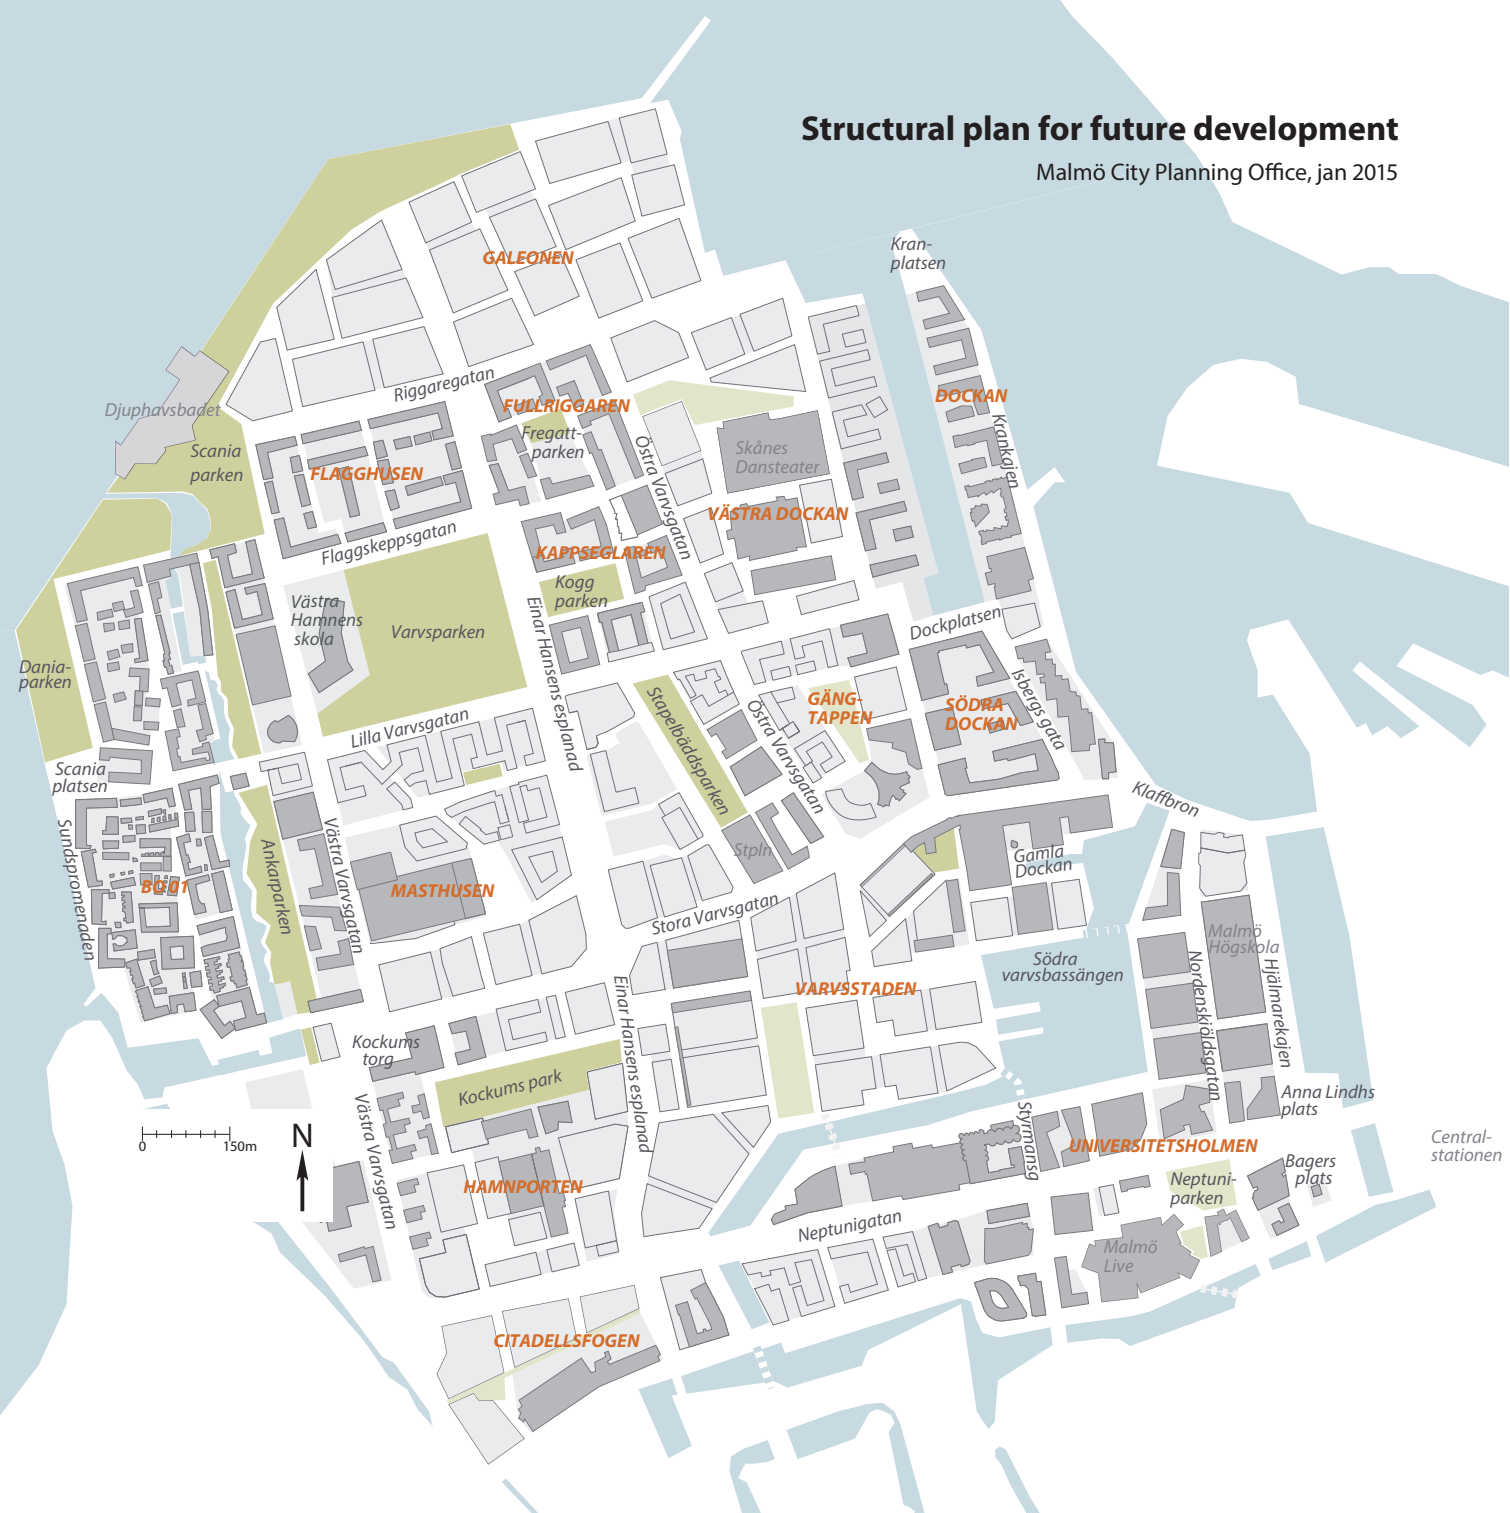 Structural plan for future development
Malmö City Planning Office, jan 2015
Kran-
platsen
GALEONEN
Riggaregatan
DOCKAN
Krankajen
FULLRIGGAREN
Djuphavsbadet
Fregatt-
parken
Östra Varvsgatan
Skånes
Dansteater
Scania
parken
FLAGGHUSEN
VÄSTRA DOCKAN
Flaggskeppsgatan
KAPPSEGLAREN
Kogg
parken
Västra
Hamnens
skola
Varvsparken
Einar Hansens esplanad
Dockplatsen
Dania-
parken
Stapelbäddsparken
GÄNG-
TAPPEN
SÖDRA
DOCKAN
Isbergs gata
Östra Varvsgatan
Lilla Varvsgatan
Scania
platsen
Klaffbron
Sundspromenaden
Ankarparken
Västra Varvsgatan
Stpln
Gamla
Dockan
BO 01
MASTHUSEN
Stora Varvsgatan
Malmö
Högskola
Södra
varvsbassängen
Nordenskiöldsgatan
Hjälmarekajen
VARVSSTADEN
Einar Hansens esplanad
Kockums
torg
Kockums park
Västra Varvsgatan
Styrmansg
Anna Lindhs
plats
N
0 150m
UNIVERSITETSHOLMEN
Central-
stationen
Bagers
plats
Neptuni-
parken
HAMNPORTEN
Neptunigatan
Malmö
Live
CITADELLSFOGEN